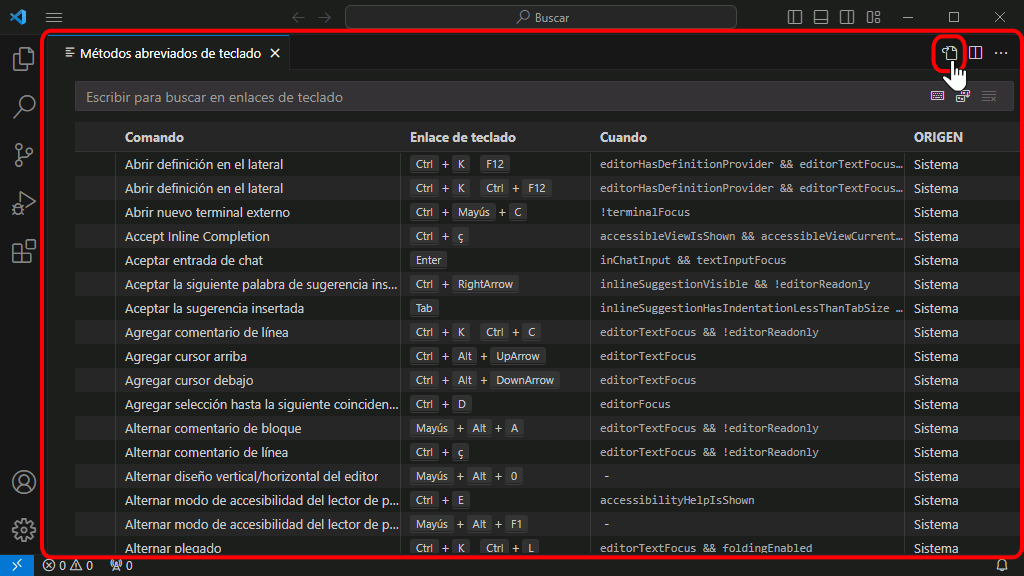 Buscar
Métodos abreviados de teclado
Escribir para buscar en enlaces de teclado
Comando Enlace de teclado Cuando ORIGEN
Abrir definición en el lateral Ctrl + K F12 editorHasDefinitionProvider && editorTextFocus… Sistema
Abrir definición en el lateral Ctrl + K Ctrl + F12 editorHasDefinitionProvider && editorTextFocus… Sistema
Abrir nuevo terminal externo Ctrl + Mayús + C !terminalFocus Sistema
Accept Inline Completion Ctrl + ç accessibleViewIsShown && accessibleViewCurrent… Sistema
Aceptar entrada de chat Enter inChatInput && textInputFocus Sistema
Aceptar la siguiente palabra de sugerencia ins… Ctrl + RightArrow inlineSuggestionVisible && !editorReadonly Sistema
Aceptar la sugerencia insertada Tab inlineSuggestionHasIndentationLessThanTabSize … Sistema
Agregar comentario de línea Ctrl + K Ctrl + C editorTextFocus && !editorReadonly Sistema
Agregar cursor arriba Ctrl + Alt + UpArrow editorTextFocus Sistema
Agregar cursor debajo Ctrl + Alt + DownArrow editorTextFocus Sistema
Agregar selección hasta la siguiente coinciden… Ctrl + D editorFocus Sistema
Alternar comentario de bloque Mayús + Alt + A editorTextFocus && !editorReadonly Sistema
Alternar comentario de línea Ctrl + ç editorTextFocus && !editorReadonly Sistema
Alternar diseño vertical/horizontal del editor Mayús + Alt + 0 - Sistema
Alternar modo de accesibilidad del lector de p… Ctrl + E accessibilityHelpIsShown Sistema
Alternar modo de accesibilidad del lector de p… Mayús + Alt + F1 - Sistema
Alternar plegado Ctrl + K Ctrl + L editorTextFocus && foldingEnabled Sistema
0 0 0